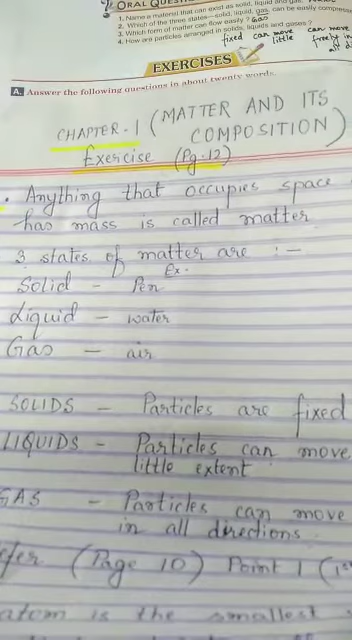 ORAL QUESTI
1. Name a material that can exist as solid, liquid and gas.
2. Which of the three states—solid, liquid, gas, can be easily compress
Gas
3. Which form of matter can flow easily ?
4. How are particles arranged in solids, liquids and gases ?
fixed can move little can move freely in
EXERCISES
A. Answer the following questions in about twenty words.
CHAPTER-1 (MATTER AND ITS
COMPOSITION)
Exercise (Pg-12)
• Anything that occupies space
has mass is called matter
3 states of matter are :-
Ex.
Solid - Pen
Liquid - water
Gas - air
SOLIDS - Particles are fixed
LIQUIDS - Particles can move
little extent
GAS - Particles can move
in all directions
efer (Page 10) Point 1 (1st
atom is the smallest